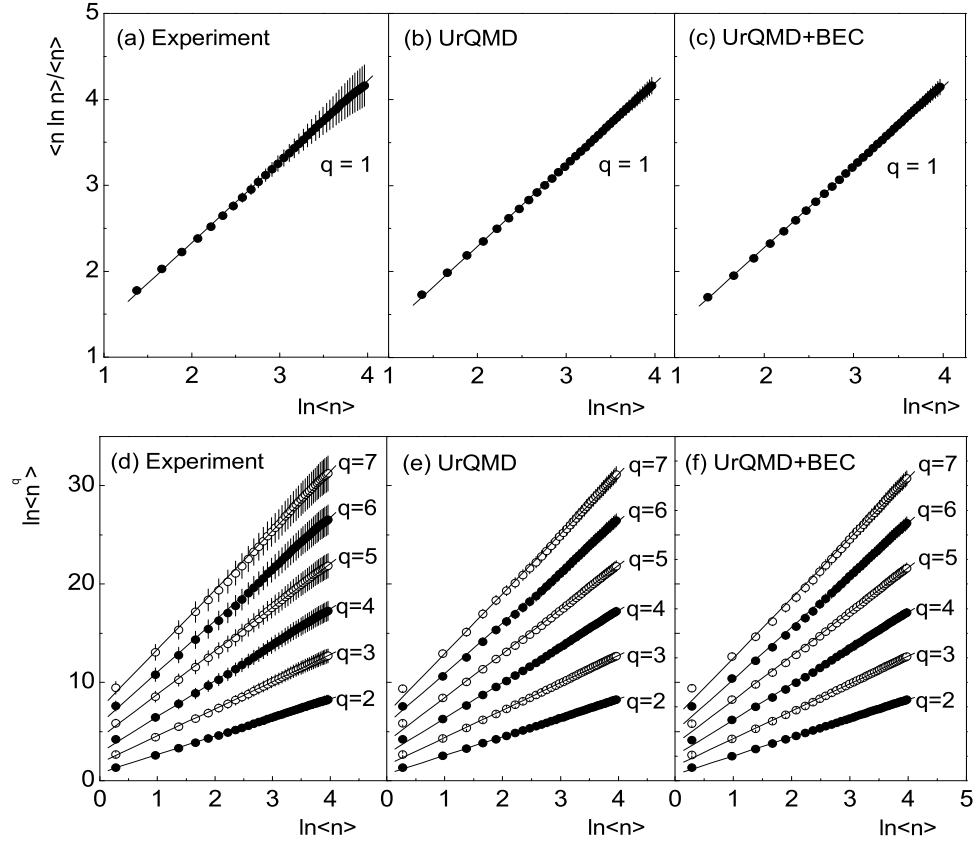 (a) Experiment
(b) UrQMD
(c) UrQMD+BEC
<n ln n>/<n>
5
4
3
2
1
q = 1
q = 1
q = 1
1 2 3 4
1 2 3 4
1 2 3 4
ln<n>
ln<n>
ln<n>
(d) Experiment
(e) UrQMD
(f) UrQMD+BEC
ln<n^q>
30
20
10
0
q=7
q=6
q=5
q=4
q=3
q=2
q=7
q=6
q=5
q=4
q=3
q=2
q=7
q=6
q=5
q=4
q=3
q=2
0 1 2 3 4
0 1 2 3 4
0 1 2 3 4 5
ln<n>
ln<n>
ln<n>